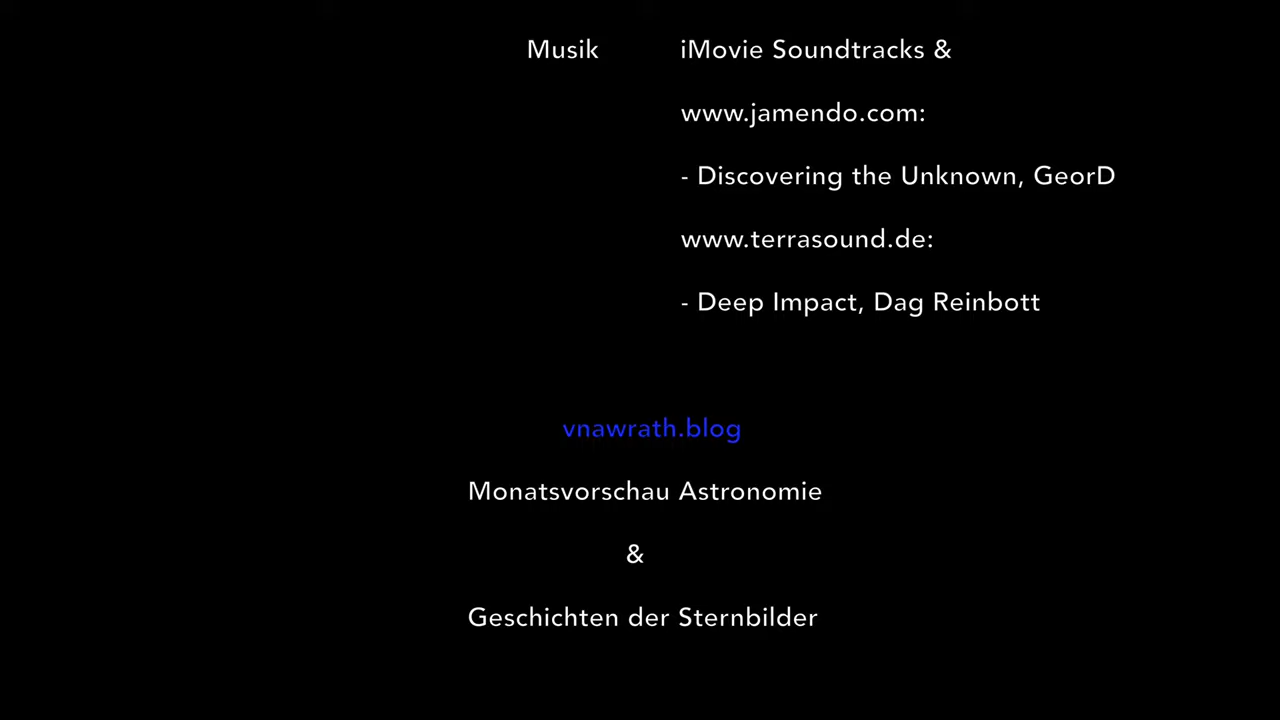 Musik iMovie Soundtracks &
www.jamendo.com:
- Discovering the Unknown, GeorD
www.terrasound.de:
- Deep Impact, Dag Reinbott
vnawrath.blog
Monatsvorschau Astronomie
&
Geschichten der Sternbilder